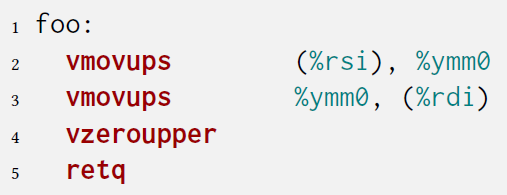 1 foo:
2 vmovups (%rsi), %ymm0
3 vmovups %ymm0, (%rdi)
4 vzeroupper
5 retq